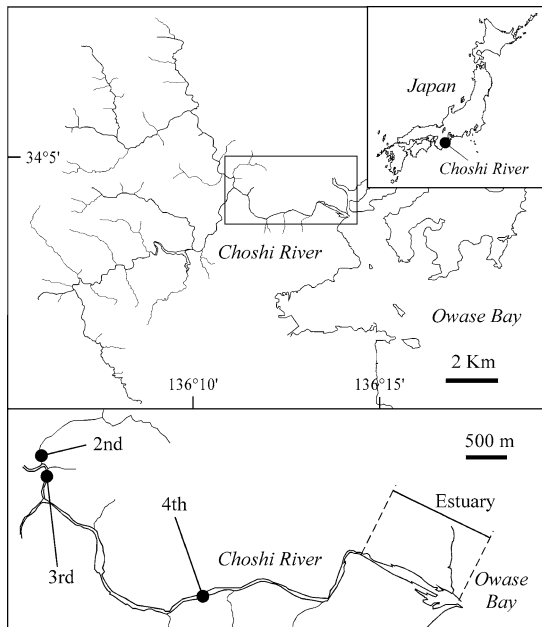 Japan
Choshi River
34°5'
Choshi River
Owase Bay
2 Km
136°10'
136°15'
2nd
500 m
Estuary
4th
3rd
Choshi River
Owase
Bay